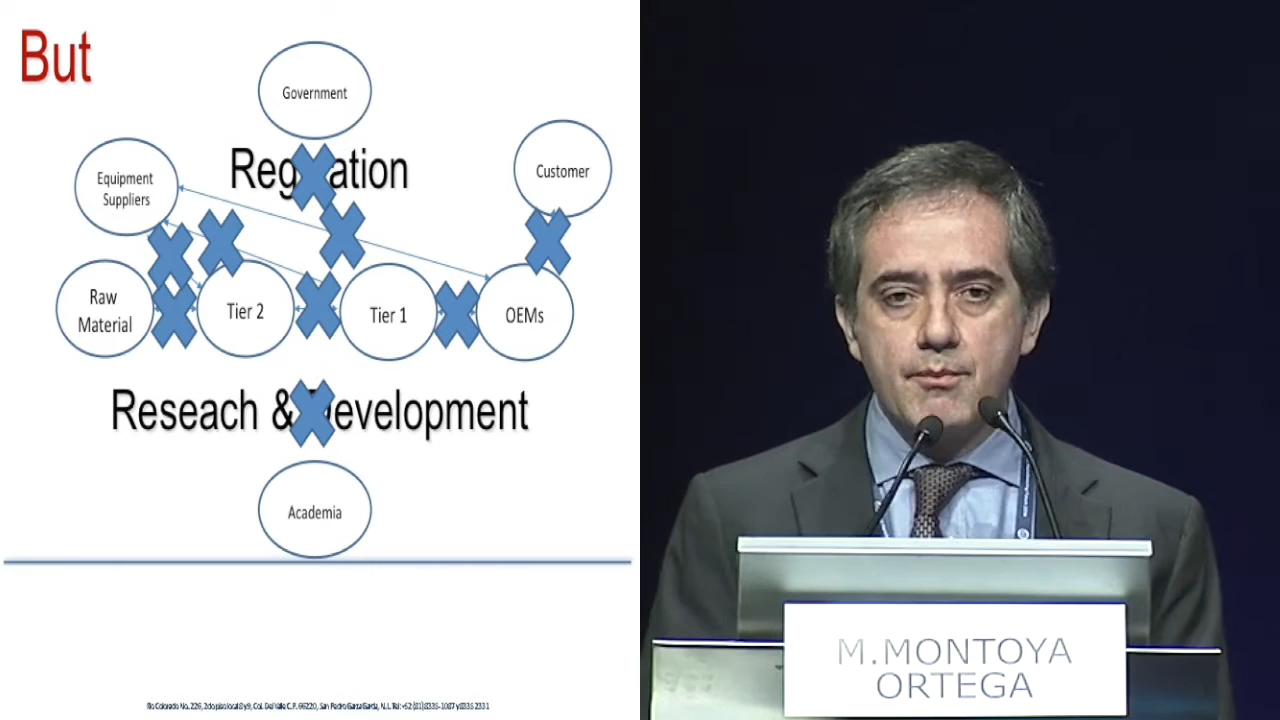 But
Government
Equipment
Suppliers
Customer
Raw
Material
Tier 2
Tier 1
OEMs
Reseach & evelopment
Academia
M.MONTOYA
ORTEGA